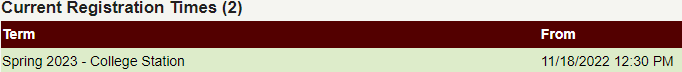 Current Registration Times (2)
Term From
Spring 2023 - College Station 11/18/2022 12:30 PM